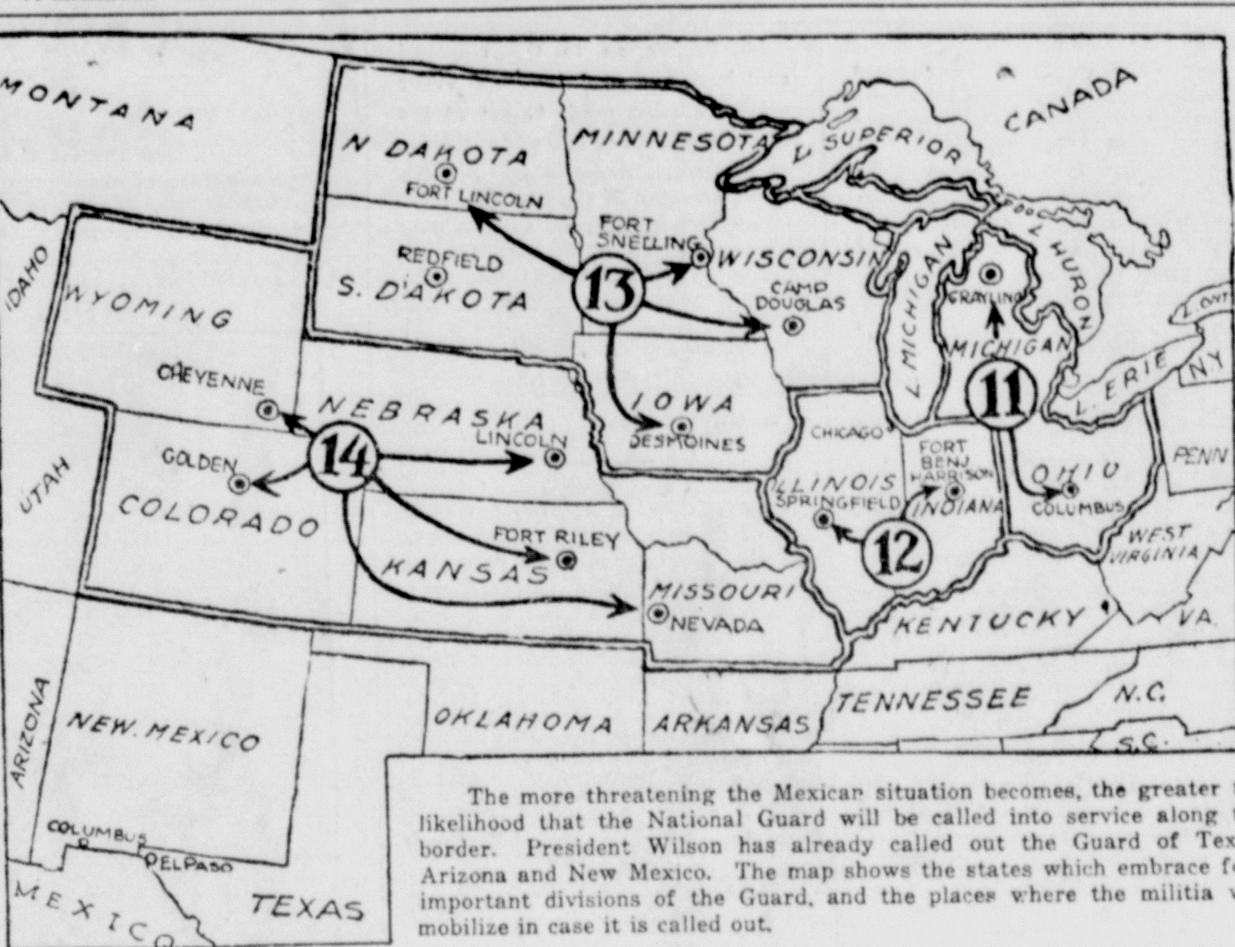 MONTANA
CANADA
N DAKOTA
MINNESOTA
L SUPERIOR
FORT LINCOLN
FORT
SNELLING
WISCONSIN
L. MICHIGAN
L HURON
IDAHO
WYOMING
REDFIELD
S. DAKOTA
13
CAMP
DOUGLAS
GRAYLING
L ONT
MICHIGAN
L. ERIE
N.Y
CHEYENNE
NEBRASKA
IOWA
11
LINCOLN
DESMOINES
CHICAGO
14
GOLDEN
FORT
BENJ
HARRISON
PENN
UTAH
COLORADO
ILLINOIS
SPRINGFIELD
INDIANA
OHIO
COLUMBUS
FORT RILEY
12
WEST
VIRGINIA
KANSAS
MISSOURI
NEVADA
KENTUCKY
VA.
ARIZONA
NEW. MEXICO
OKLAHOMA
ARKANSAS
TENNESSEE
N.C.
S.C.
COLUMBUS
ELPASO
MEXICO
TEXAS
The more threatening the Mexican situation becomes, the greater
likelihood that the National Guard will be called into service along
border. President Wilson has already called out the Guard of Tex
Arizona and New Mexico. The map shows the states which embrace
important divisions of the Guard, and the places where the militia
mobilize in case it is called out.